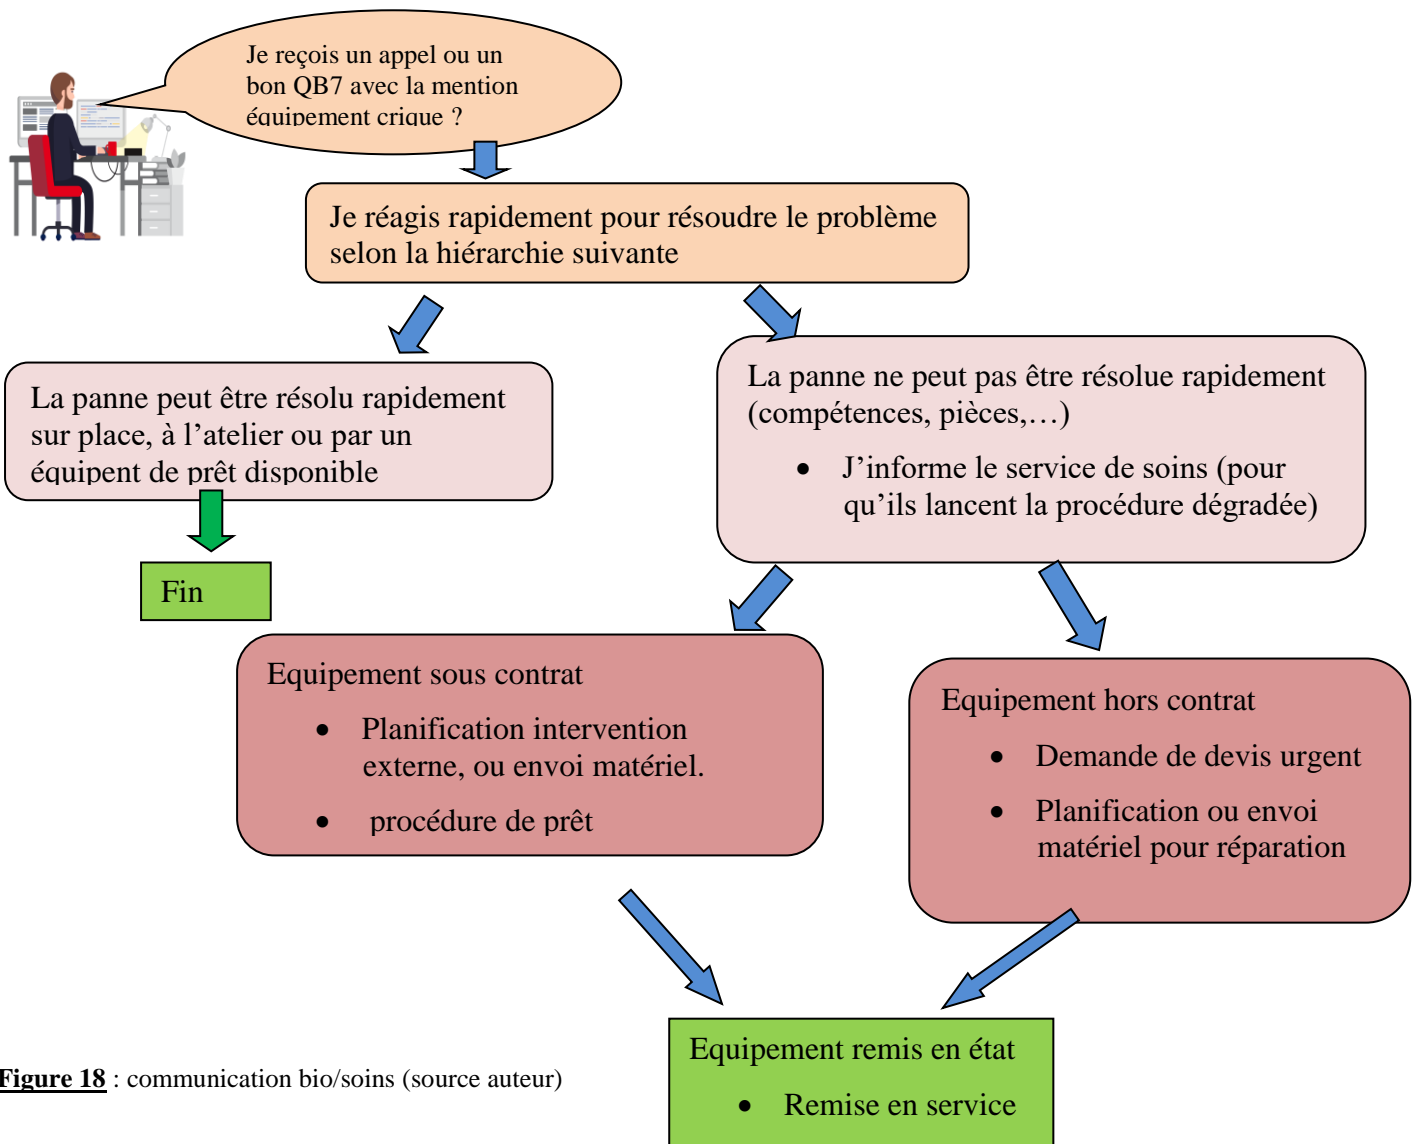 Je reçois un appel ou un
bon QB7 avec la mention
équipement crique ?
Je réagis rapidement pour résoudre le problème
selon la hiérarchie suivante
La panne peut être résolu rapidement
sur place, à l’atelier ou par un
équipent de prêt disponible
La panne ne peut pas être résolue rapidement
(compétences, pièces,…)
• J’informe le service de soins (pour
qu’ils lancent la procédure dégradée)
Fin
Equipement sous contrat
• Planification intervention
externe, ou envoi matériel.
• procédure de prêt
Equipement hors contrat
• Demande de devis urgent
• Planification ou envoi
matériel pour réparation
Equipement remis en état
• Remise en service
Figure 18 : communication bio/soins (source auteur)